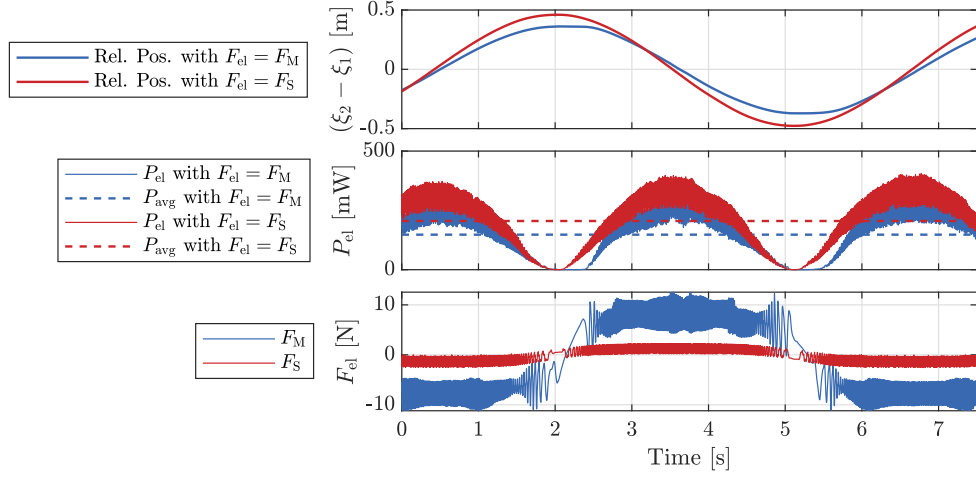 0.5
0
-0.5
(ξ₂ − ξ₁) [m]
Rel. Pos. with F_el = F_M
Rel. Pos. with F_el = F_S
500
0
P_el [mW]
P_el with F_el = F_M
P_avg with F_el = F_M
P_el with F_el = F_S
P_avg with F_el = F_S
10
0
-10
F_el [N]
F_M
F_S
0 1 2 3 4 5 6 7
Time [s]